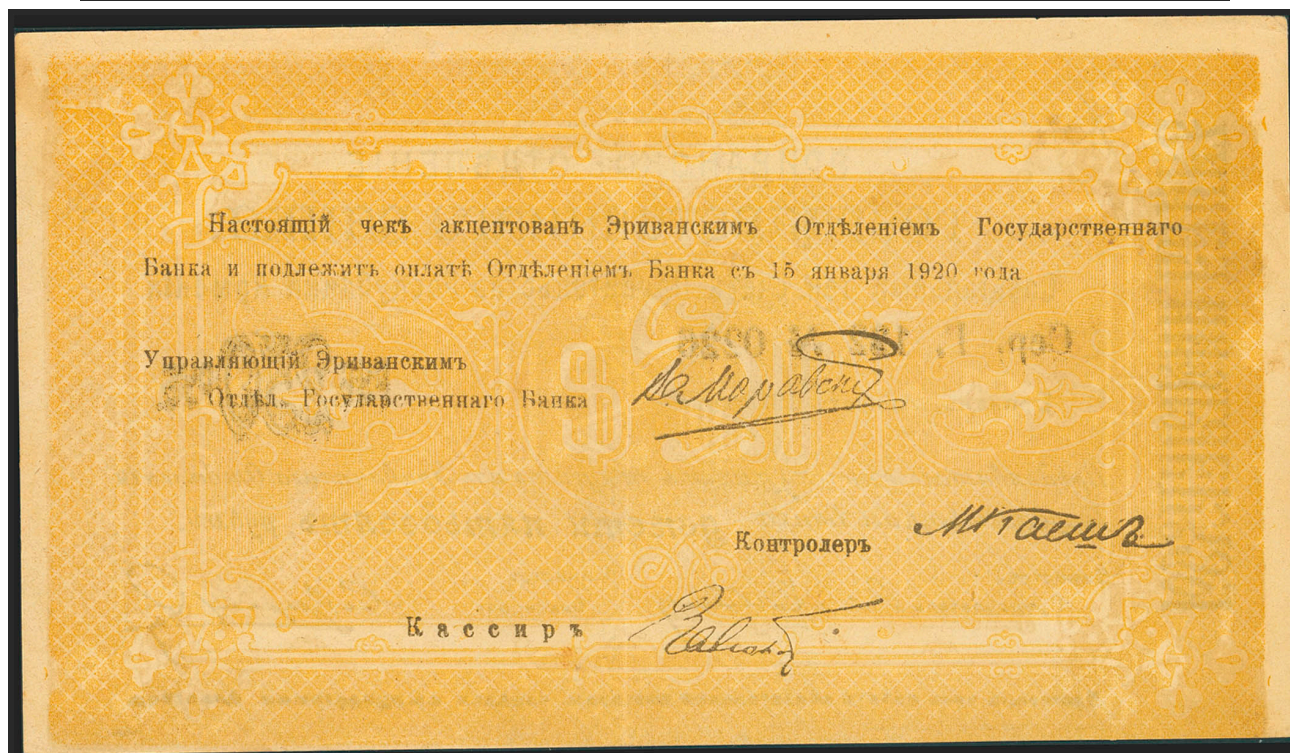 Настоящій чекъ акцептованъ Эриванскимъ Отдѣленіемъ Государственнаго
Банка и подлежитъ оплатѣ Отдѣленіемъ Банка съ 15 января 1920 года
Управляющій Эриванскимъ
Отдѣл. Государственнаго Банка
Контролеръ
Кассиръ